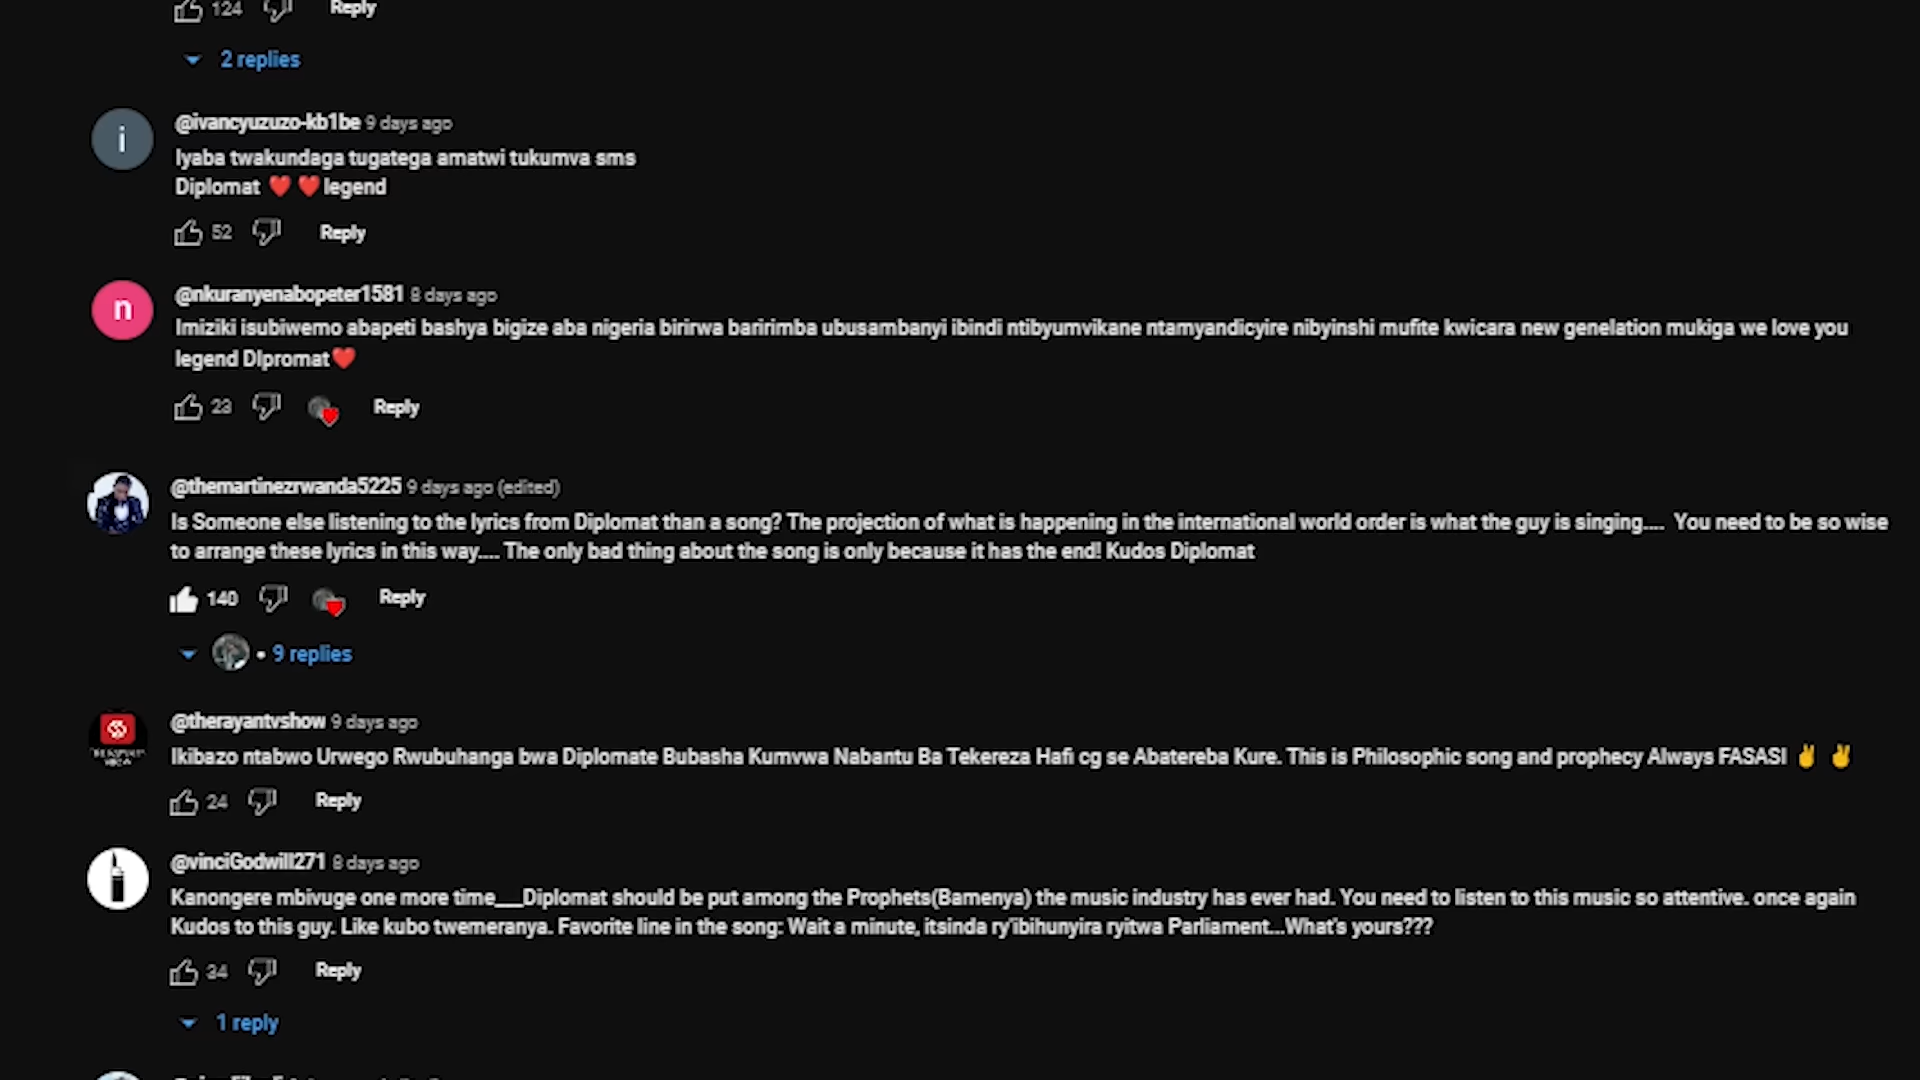 124 Reply
2 replies
i
@ivancyuzuzo-kb1be 9 days ago
Iyaba twakundaga tugatega amatwi tukumva sms
Diplomat ❤️ ❤️ legend
52 Reply
n
@nkuranyenabopeter1581 8 days ago
Imiziki isubiwemo abapeti bashya bigize aba nigeria birirwa baririmba ubusambanyi ibindi ntibyumvikane ntamyandicyire nibyinshi mufite kwicara new genelation mukiga we love you
legend DIpromat❤️
23 Reply
@themartinezrwanda5225 9 days ago (edited)
Is Someone else listening to the lyrics from Diplomat than a song? The projection of what is happening in the international world order is what the guy is singing.... You need to be so wise
to arrange these lyrics in this way.... The only bad thing about the song is only because it has the end! Kudos Diplomat
140 Reply
• 9 replies
@therayantvshow 9 days ago
Ikibazo ntabwo Urwego Rwubuhanga bwa Diplomate Bubasha Kumvwa Nabantu Ba Tekereza Hafi cg se Abatereba Kure. This is Philosophic song and prophecy Always FASASI ✌️ ✌️
24 Reply
@vinciGodwill271 8 days ago
Kanongere mbivuge one more time___Diplomat should be put among the Prophets(Bamenya) the music industry has ever had. You need to listen to this music so attentive. once again
Kudos to this guy. Like kubo twemeranya. Favorite line in the song: Wait a minute, itsinda ry'ibihunyira ryitwa Parliament...What's yours???
34 Reply
1 reply